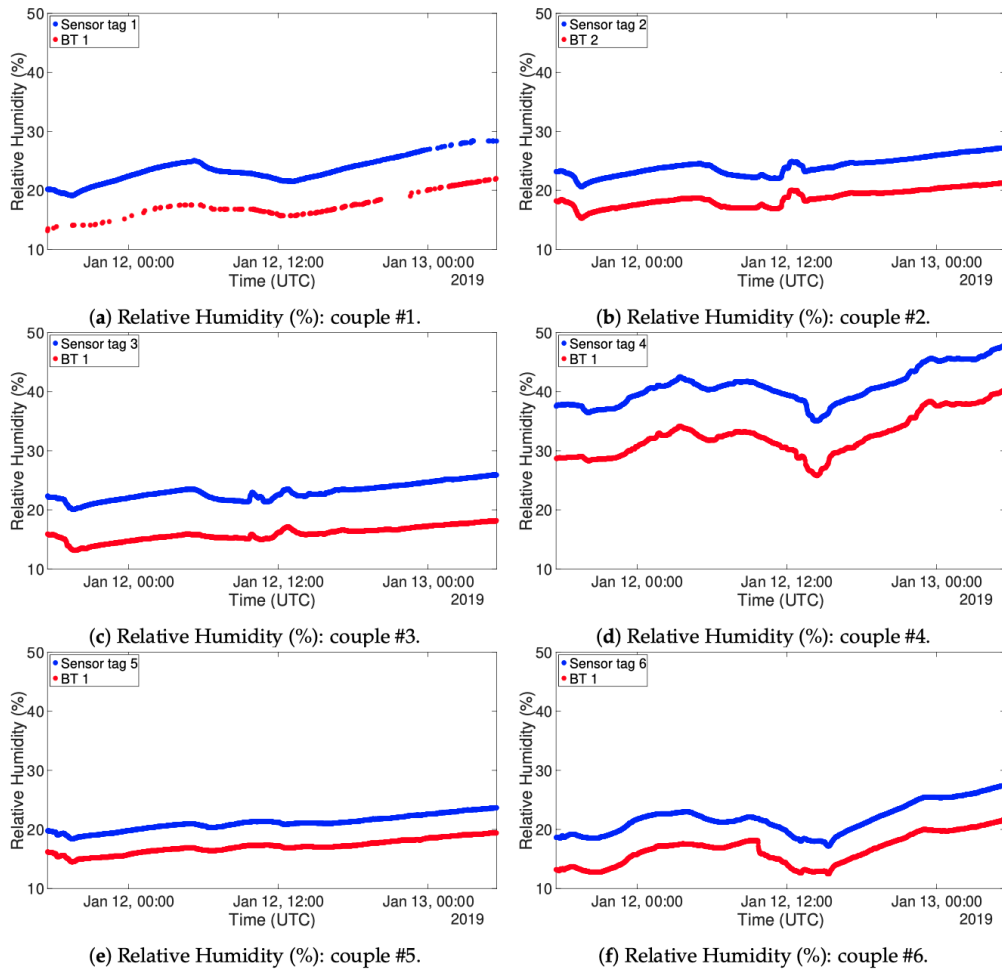 50
40
30
20
10
Relative Humidity (%)
Sensor tag 1
BT 1
Jan 12, 00:00
Jan 12, 12:00
Jan 13, 00:00
Time (UTC)
2019
(a) Relative Humidity (%): couple #1.
50
40
30
20
10
Relative Humidity (%)
Sensor tag 2
BT 2
Jan 12, 00:00
Jan 12, 12:00
Jan 13, 00:00
Time (UTC)
2019
(b) Relative Humidity (%): couple #2.
50
40
30
20
10
Relative Humidity (%)
Sensor tag 3
BT 1
Jan 12, 00:00
Jan 12, 12:00
Jan 13, 00:00
Time (UTC)
2019
(c) Relative Humidity (%): couple #3.
50
40
30
20
10
Relative Humidity (%)
Sensor tag 4
BT 1
Jan 12, 00:00
Jan 12, 12:00
Jan 13, 00:00
Time (UTC)
2019
(d) Relative Humidity (%): couple #4.
50
40
30
20
10
Relative Humidity (%)
Sensor tag 5
BT 1
Jan 12, 00:00
Jan 12, 12:00
Jan 13, 00:00
Time (UTC)
2019
(e) Relative Humidity (%): couple #5.
50
40
30
20
10
Relative Humidity (%)
Sensor tag 6
BT 1
Jan 12, 00:00
Jan 12, 12:00
Jan 13, 00:00
Time (UTC)
2019
(f) Relative Humidity (%): couple #6.